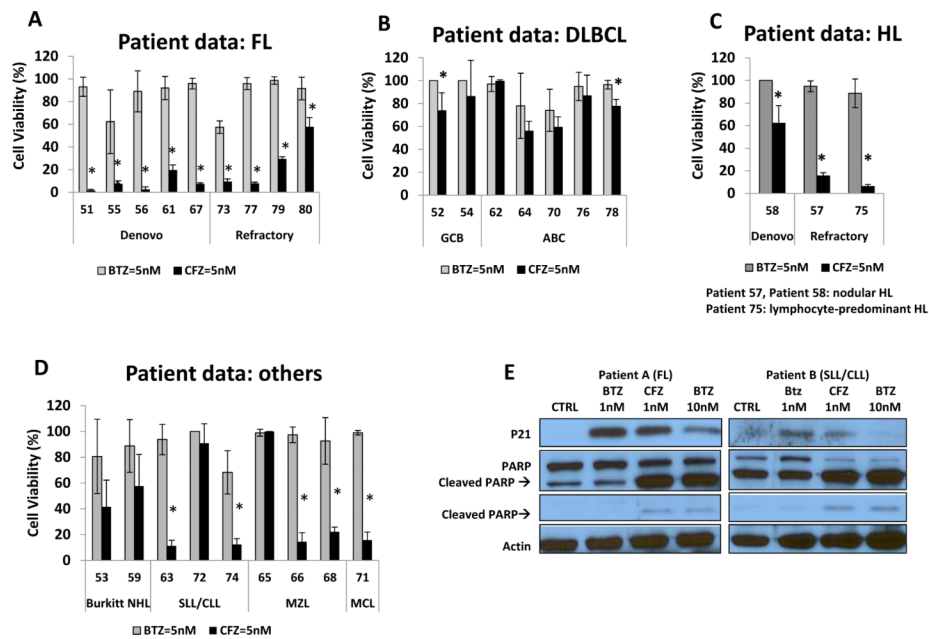 A
Patient data: FL
Cell Viability (%)
120
100
80
60
40
20
0
* * * * * * * * *
51 55 56 61 67 73 77 79 80
Denovo Refractory
BTZ=5nM CFZ=5nM
B
Patient data: DLBCL
Cell Viability (%)
120
100
80
60
40
20
0
* *
52 54 62 64 70 76 78
GCB ABC
BTZ=5nM CFZ=5nM
C
Patient data: HL
Cell Viability (%)
120
100
80
60
40
20
0
* * *
58 57 75
Denovo Refractory
BTZ=5nM CFZ=5nM
Patient 57, Patient 58: nodular HL
Patient 75: lymphocyte-predominant HL
D
Patient data: others
Cell Viability (%)
120
100
80
60
40
20
0
* * * * *
53 59 63 72 74 65 66 68 71
Burkitt NHL SLL/CLL MZL MCL
BTZ=5nM CFZ=5nM
E
Patient A (FL) Patient B (SLL/CLL)
BTZ CFZ BTZ Btz CFZ BTZ
CTRL 1nM 1nM 10nM CTRL 1nM 1nM 10nM
P21
PARP
Cleaved PARP →
Cleaved PARP→
Actin